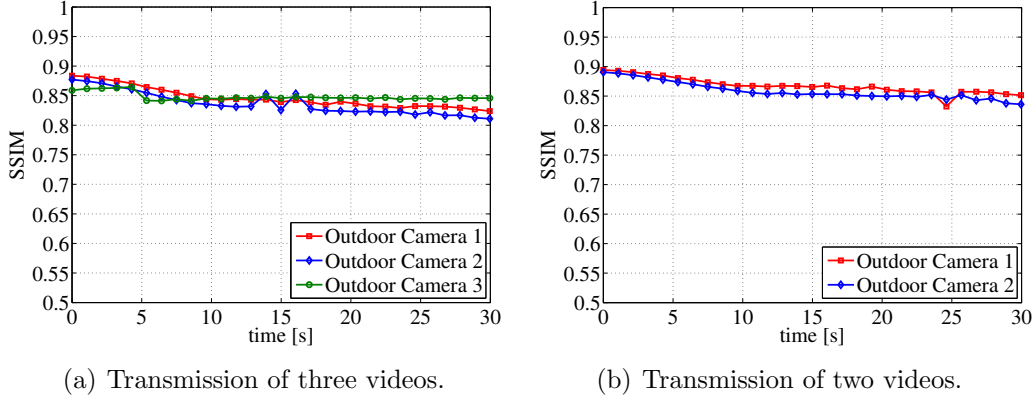 1
0.95
0.9
0.85
0.8
0.75
0.7
0.65
0.6
0.55
0.5
SSIM
0 5 10 15 20 25 30
time [s]
Outdoor Camera 1
Outdoor Camera 2
Outdoor Camera 3
(a) Transmission of three videos.
1
0.95
0.9
0.85
0.8
0.75
0.7
0.65
0.6
0.55
0.5
SSIM
0 5 10 15 20 25 30
time [s]
Outdoor Camera 1
Outdoor Camera 2
(b) Transmission of two videos.